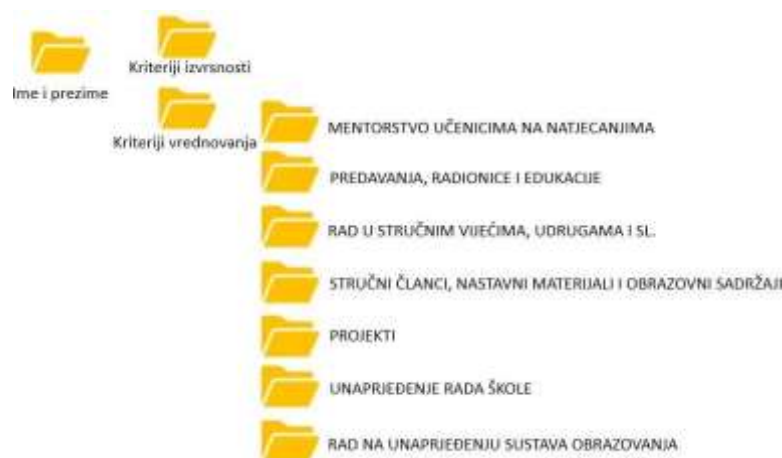 Kriteriji izvrsnosti
Ime i prezime
Kriteriji vrednovanja
MENTORSTVO UČENICIMA NA NATJECANJIMA
PREDAVANJA, RADIONICE I EDUKACIJE
RAD U STRUČNIM VIJEĆIMA, UDRUGAMA I SL.
STRUČNI ČLANCI, NASTAVNI MATERIJALI I OBRAZOVNI SADRŽAJI
PROJEKTI
UNAPRJEĐENJE RADA ŠKOLE
RAD NA UNAPRJEĐENJU SUSTAVA OBRAZOVANJA